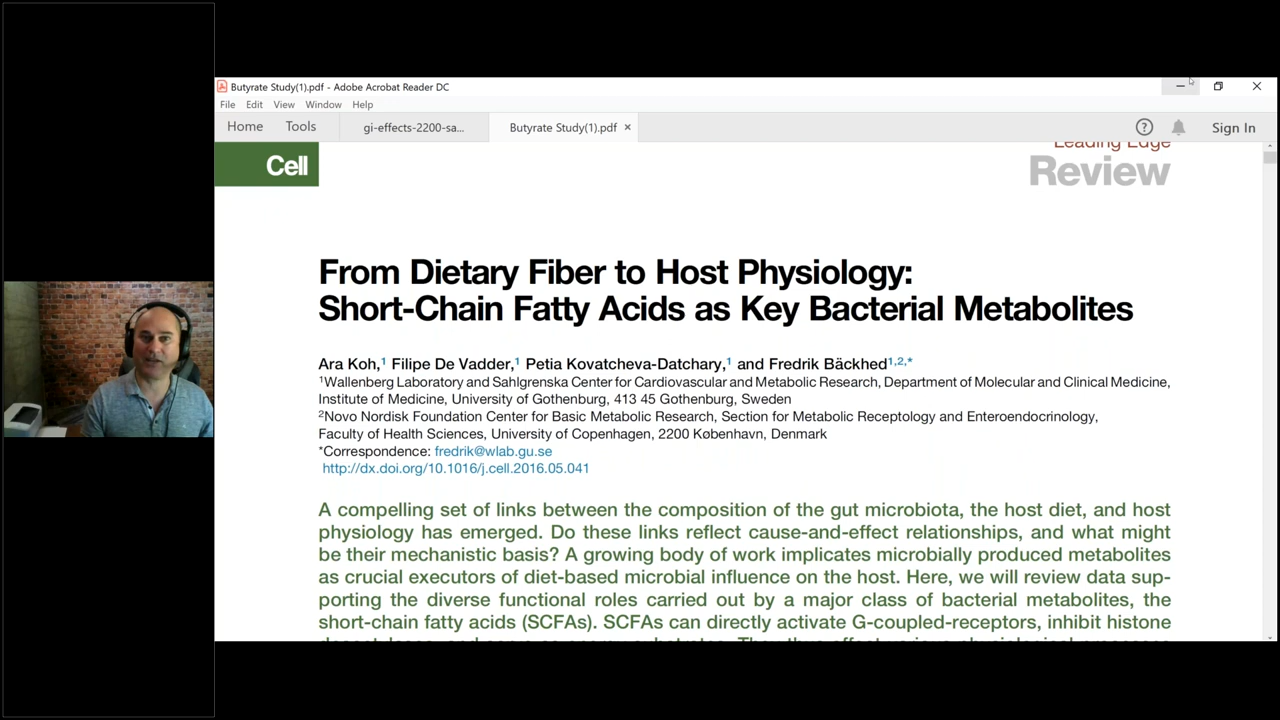 Butyrate Study(1).pdf - Adobe Acrobat Reader DC
File Edit View Window Help
Home Tools gi-effects-2200-sa... Butyrate Study(1).pdf × Sign In
Leading Edge
Cell
Review
From Dietary Fiber to Host Physiology:
Short-Chain Fatty Acids as Key Bacterial Metabolites
Ara Koh,1 Filipe De Vadder,1 Petia Kovatcheva-Datchary,1 and Fredrik Bäckhed1,2,*
1Wallenberg Laboratory and Sahlgrenska Center for Cardiovascular and Metabolic Research, Department of Molecular and Clinical Medicine,
Institute of Medicine, University of Gothenburg, 413 45 Gothenburg, Sweden
2Novo Nordisk Foundation Center for Basic Metabolic Research, Section for Metabolic Receptology and Enteroendocrinology,
Faculty of Health Sciences, University of Copenhagen, 2200 København, Denmark
*Correspondence: fredrik@wlab.gu.se
http://dx.doi.org/10.1016/j.cell.2016.05.041
A compelling set of links between the composition of the gut microbiota, the host diet, and host
physiology has emerged. Do these links reflect cause-and-effect relationships, and what might
be their mechanistic basis? A growing body of work implicates microbially produced metabolites
as crucial executors of diet-based microbial influence on the host. Here, we will review data sup-
porting the diverse functional roles carried out by a major class of bacterial metabolites, the
short-chain fatty acids (SCFAs). SCFAs can directly activate G-coupled-receptors, inhibit histone